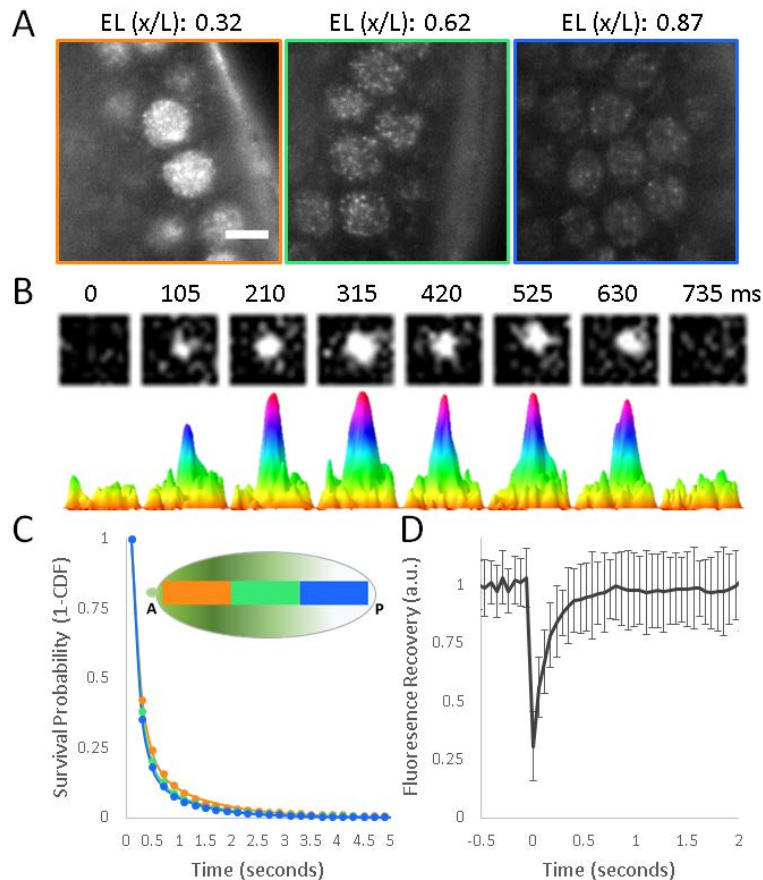 A
EL (x/L): 0.32 EL (x/L): 0.62 EL (x/L): 0.87
B
0 105 210 315 420 525 630 735 ms
C
Survival Probability (1-CDF)
1
0.75
0.5
0.25
0
A P
0 0.5 1 1.5 2 2.5 3 3.5 4 4.5 5
Time (seconds)
D
Fluoresence Recovery (a.u.)
1
0.75
0.5
0.25
0
-0.5 0 0.5 1 1.5 2
Time (seconds)